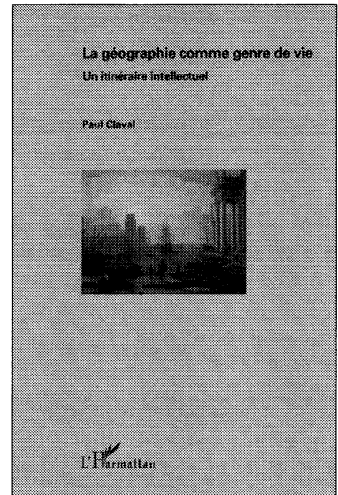 La géographie comme genre de vie
Un itinéraire intellectuel
Paul Claval
L'Harmattan